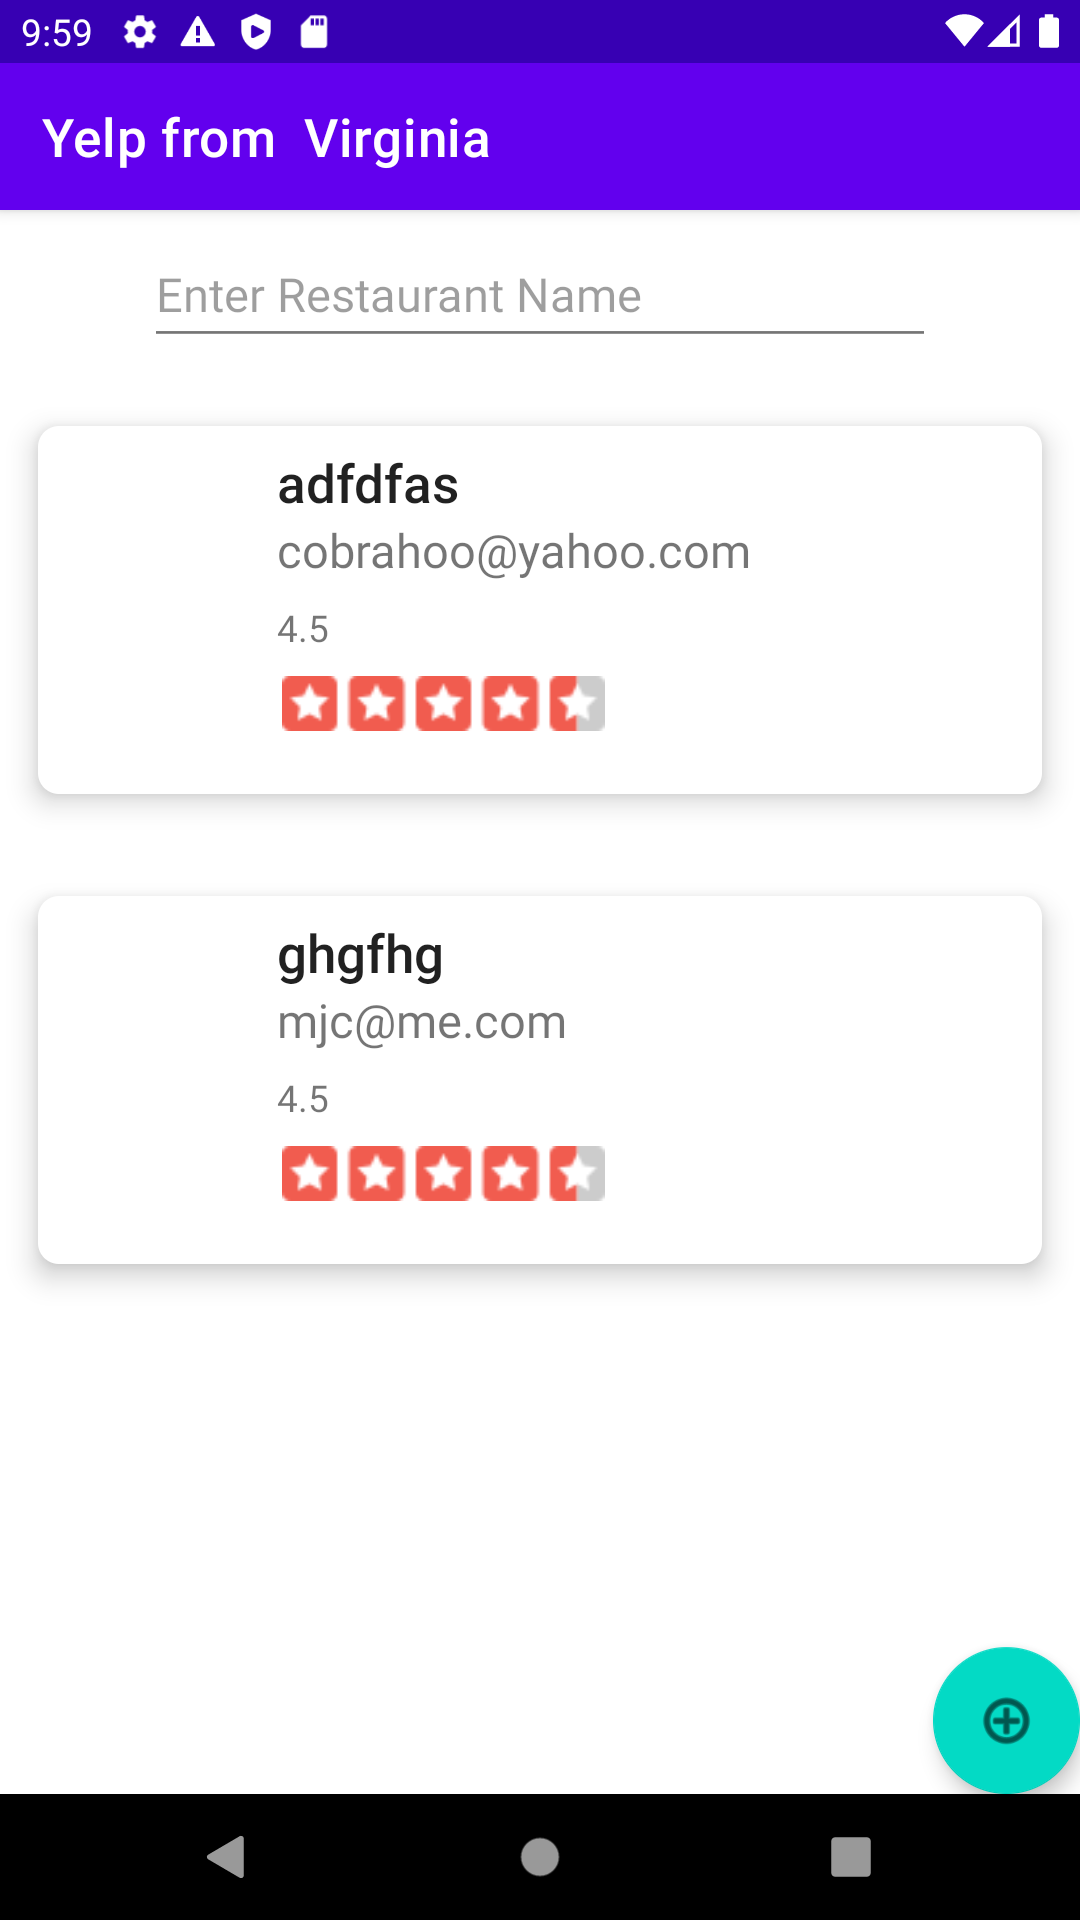 9:59
Yelp from  Virginia
Enter Restaurant Name
adfdfas
cobrahoo@yahoo.com
4.5
ghgfhg
mjc@me.com
4.5